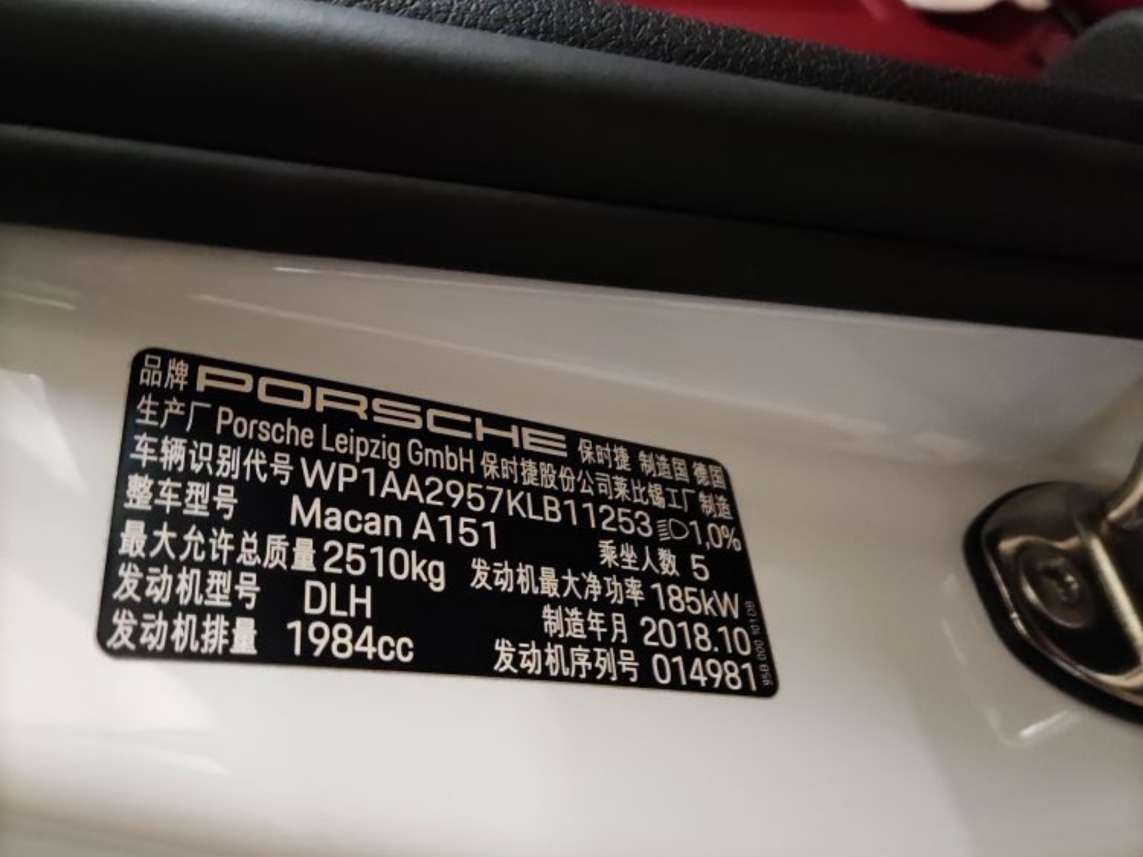 品牌 PORSCHE 保时捷 制造国 德国
生产厂 Porsche Leipzig GmbH 保时捷股份公司莱比锡工厂制造
车辆识别代号 WP1AA2957KLB11253 1,0%
整车型号 Macan A151 乘坐人数 5
最大允许总质量 2510kg 发动机最大净功率 185kW
发动机型号 DLH 制造年月 2018.10
发动机排量 1984cc 发动机序列号 014981
95B 000 101 DB